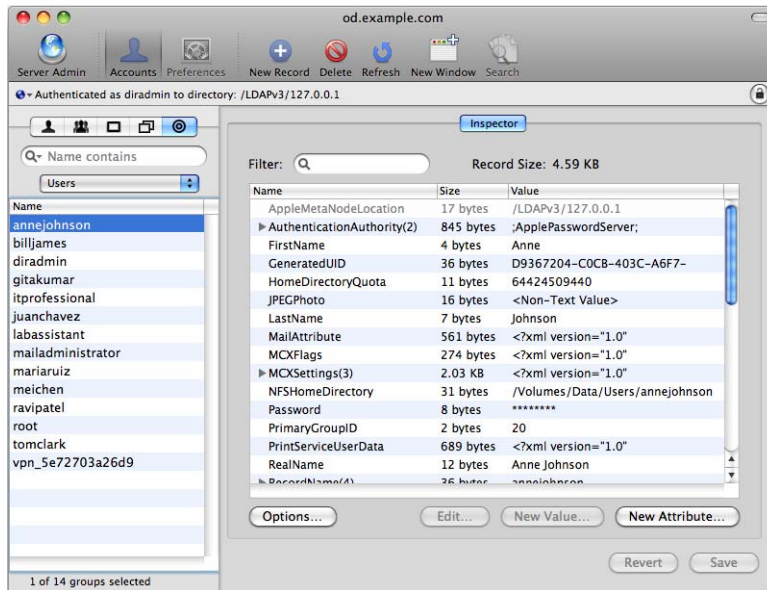 od.example.com
Server Admin Accounts Preferences New Record Delete Refresh New Window Search
Authenticated as diradmin to directory: /LDAPv3/127.0.0.1
Name contains
Users
Name
annejohnson
billjames
diradmin
gitakumar
itprofessional
juanchavez
labassistant
mailadministrator
mariaruiz
meichen
ravipatel
root
tomclark
vpn_5e72703a26d9
1 of 14 groups selected
Inspector
Filter: Record Size: 4.59 KB
Name Size Value
AppleMetaNodeLocation 17 bytes /LDAPv3/127.0.0.1
AuthenticationAuthority(2) 845 bytes ;ApplePasswordServer;
FirstName 4 bytes Anne
GeneratedUID 36 bytes D9367204-C0CB-403C-A6F7-
HomeDirectoryQuota 11 bytes 64424509440
JPEGPhoto 16 bytes <Non-Text Value>
LastName 7 bytes Johnson
MailAttribute 561 bytes <?xml version="1.0"
MCXFlags 274 bytes <?xml version="1.0"
MCXSettings(3) 2.03 KB <?xml version="1.0"
NFSHomeDirectory 31 bytes /Volumes/Data/Users/annejohnson
Password 8 bytes ********
PrimaryGroupID 2 bytes 20
PrintServiceUserData 689 bytes <?xml version="1.0"
RealName 12 bytes Anne Johnson
RecordName(4) 36 bytes annejohnson
Options... Edit... New Value... New Attribute...
Revert Save